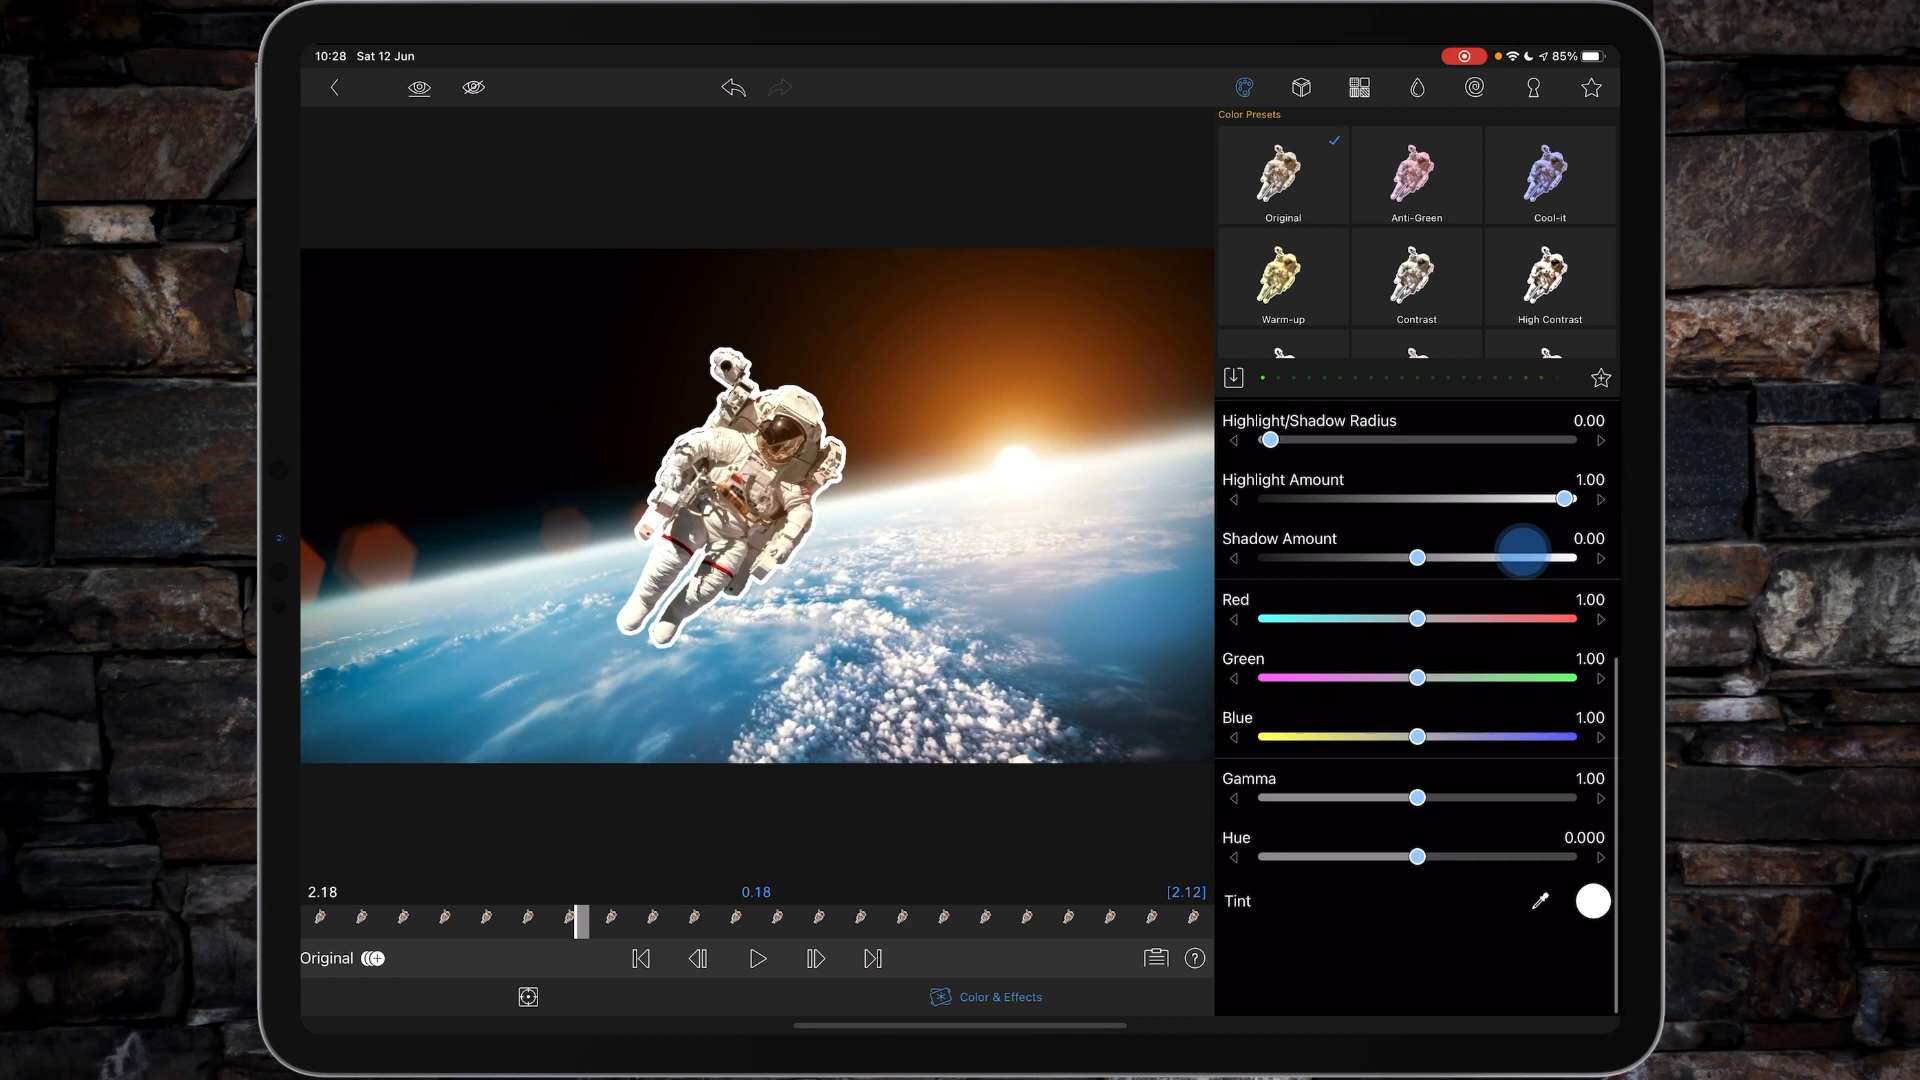 10:28 Sat 12 Jun
85%
Color Presets
Original
Anti-Green
Cool-it
Warm-up
Contrast
High Contrast
Highlight/Shadow Radius 0.00
Highlight Amount 1.00
Shadow Amount 0.00
Red 1.00
Green 1.00
Blue 1.00
Gamma 1.00
Hue 0.000
Tint
2.18
0.18
[2.12]
Original
?
Color & Effects